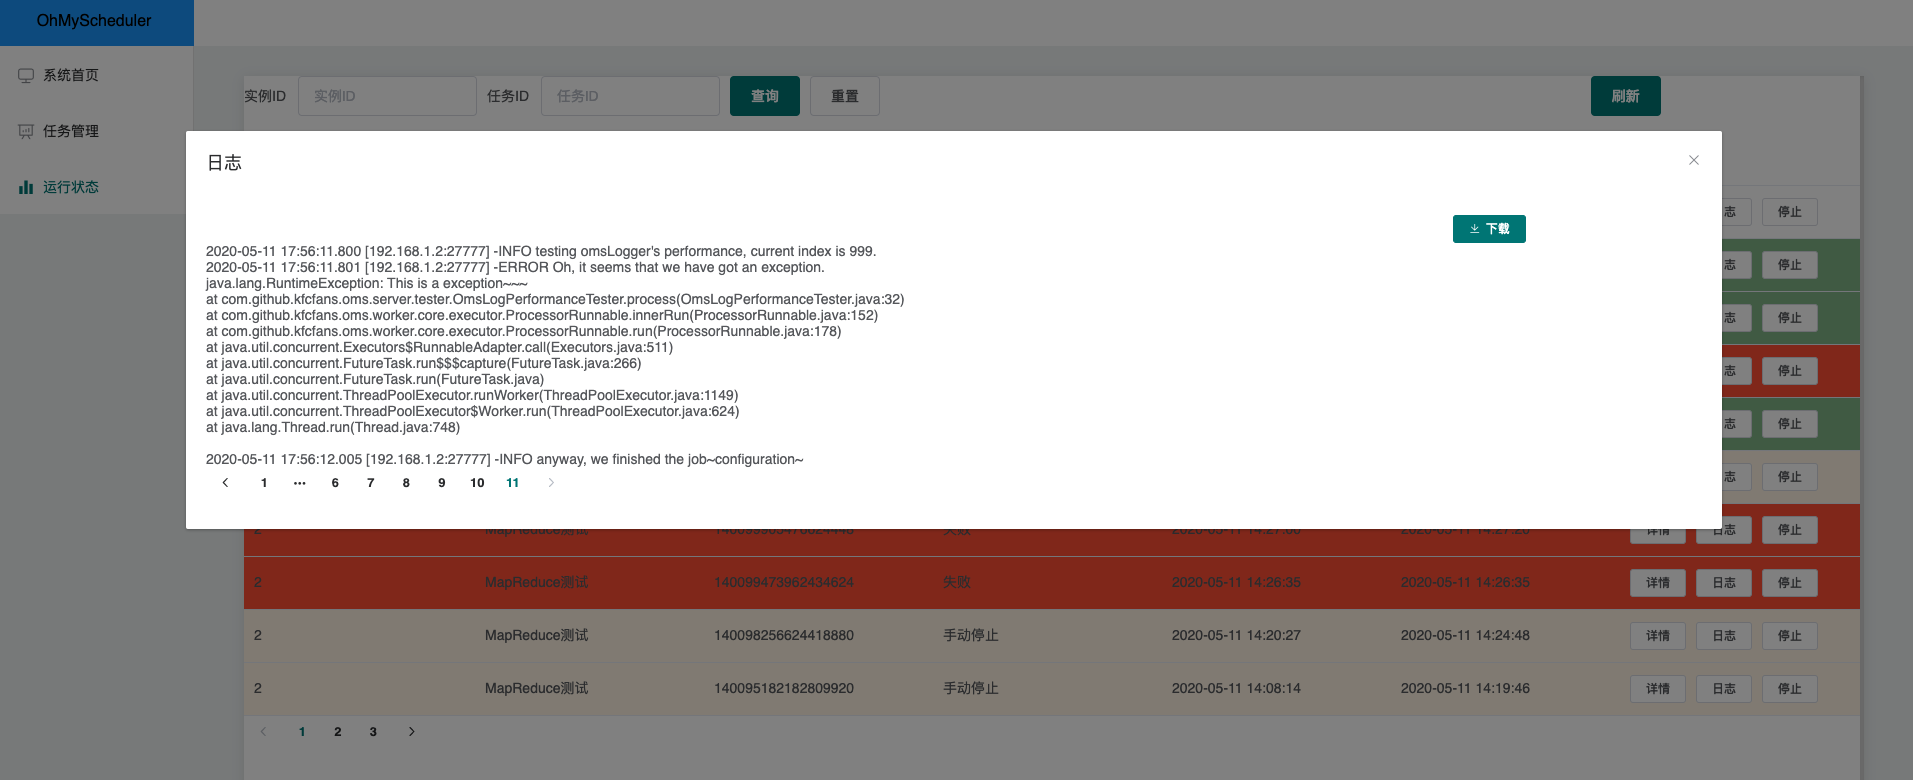 OhMyScheduler
系统首页
任务管理
运行状态
实例ID 实例ID 任务ID 任务ID 查询 重置 刷新
日志
下载
2020-05-11 17:56:11.800 [192.168.1.2:27777] -INFO testing omsLogger's performance, current index is 999.
2020-05-11 17:56:11.801 [192.168.1.2:27777] -ERROR Oh, it seems that we have got an exception.
java.lang.RuntimeException: This is a exception~~~
at com.github.kfcfans.oms.server.tester.OmsLogPerformanceTester.process(OmsLogPerformanceTester.java:32)
at com.github.kfcfans.oms.worker.core.executor.ProcessorRunnable.innerRun(ProcessorRunnable.java:152)
at com.github.kfcfans.oms.worker.core.executor.ProcessorRunnable.run(ProcessorRunnable.java:178)
at java.util.concurrent.Executors$RunnableAdapter.call(Executors.java:511)
at java.util.concurrent.FutureTask.run$$$capture(FutureTask.java:266)
at java.util.concurrent.FutureTask.run(FutureTask.java)
at java.util.concurrent.ThreadPoolExecutor.runWorker(ThreadPoolExecutor.java:1149)
at java.util.concurrent.ThreadPoolExecutor$Worker.run(ThreadPoolExecutor.java:624)
at java.lang.Thread.run(Thread.java:748)
2020-05-11 17:56:12.005 [192.168.1.2:27777] -INFO anyway, we finished the job~configuration~
1 ••• 6 7 8 9 10 11
志 停止
志 停止
志 停止
志 停止
志 停止
志 停止
2 MapReduce测试 失败 详情 日志 停止
2 MapReduce测试 140099473962434624 失败 2020-05-11 14:26:35 2020-05-11 14:26:35 详情 日志 停止
2 MapReduce测试 140098256624418880 手动停止 2020-05-11 14:20:27 2020-05-11 14:24:48 详情 日志 停止
2 MapReduce测试 140095182182809920 手动停止 2020-05-11 14:08:14 2020-05-11 14:19:46 详情 日志 停止
1 2 3